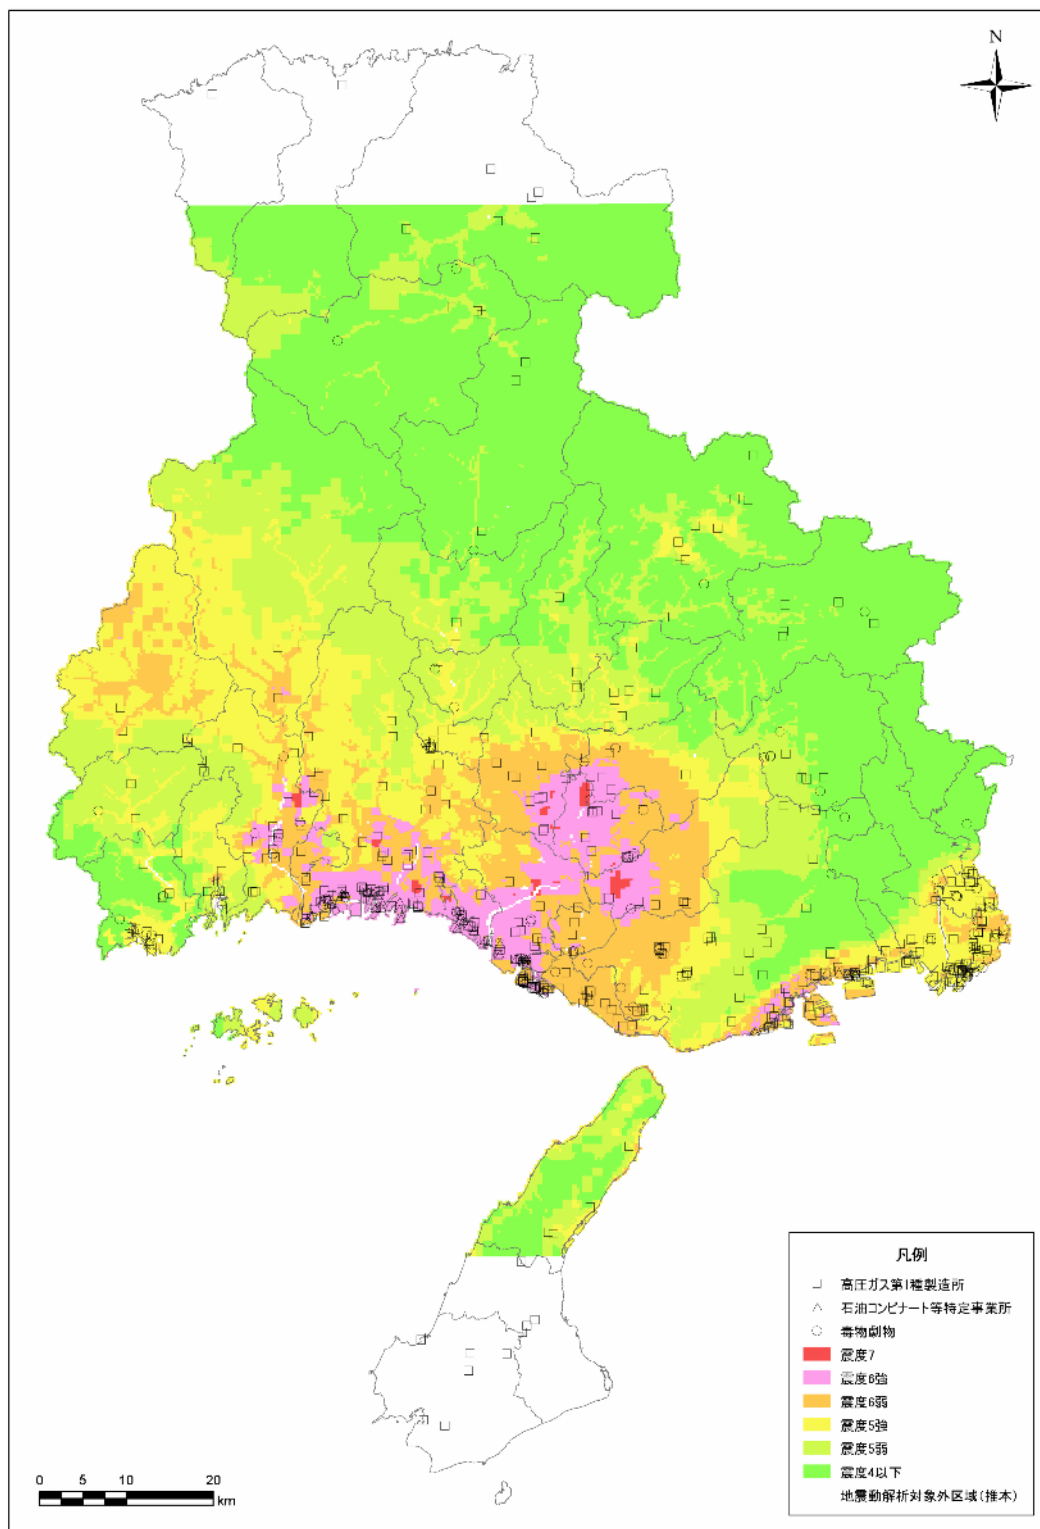 N
凡例
高圧ガス第1種製造所
石油コンビナート等特定事業所
毒物劇物
震度7
震度6強
震度6弱
震度5強
震度5弱
震度4以下
地震動解析対象外区域(推本)
0 5 10 20
km